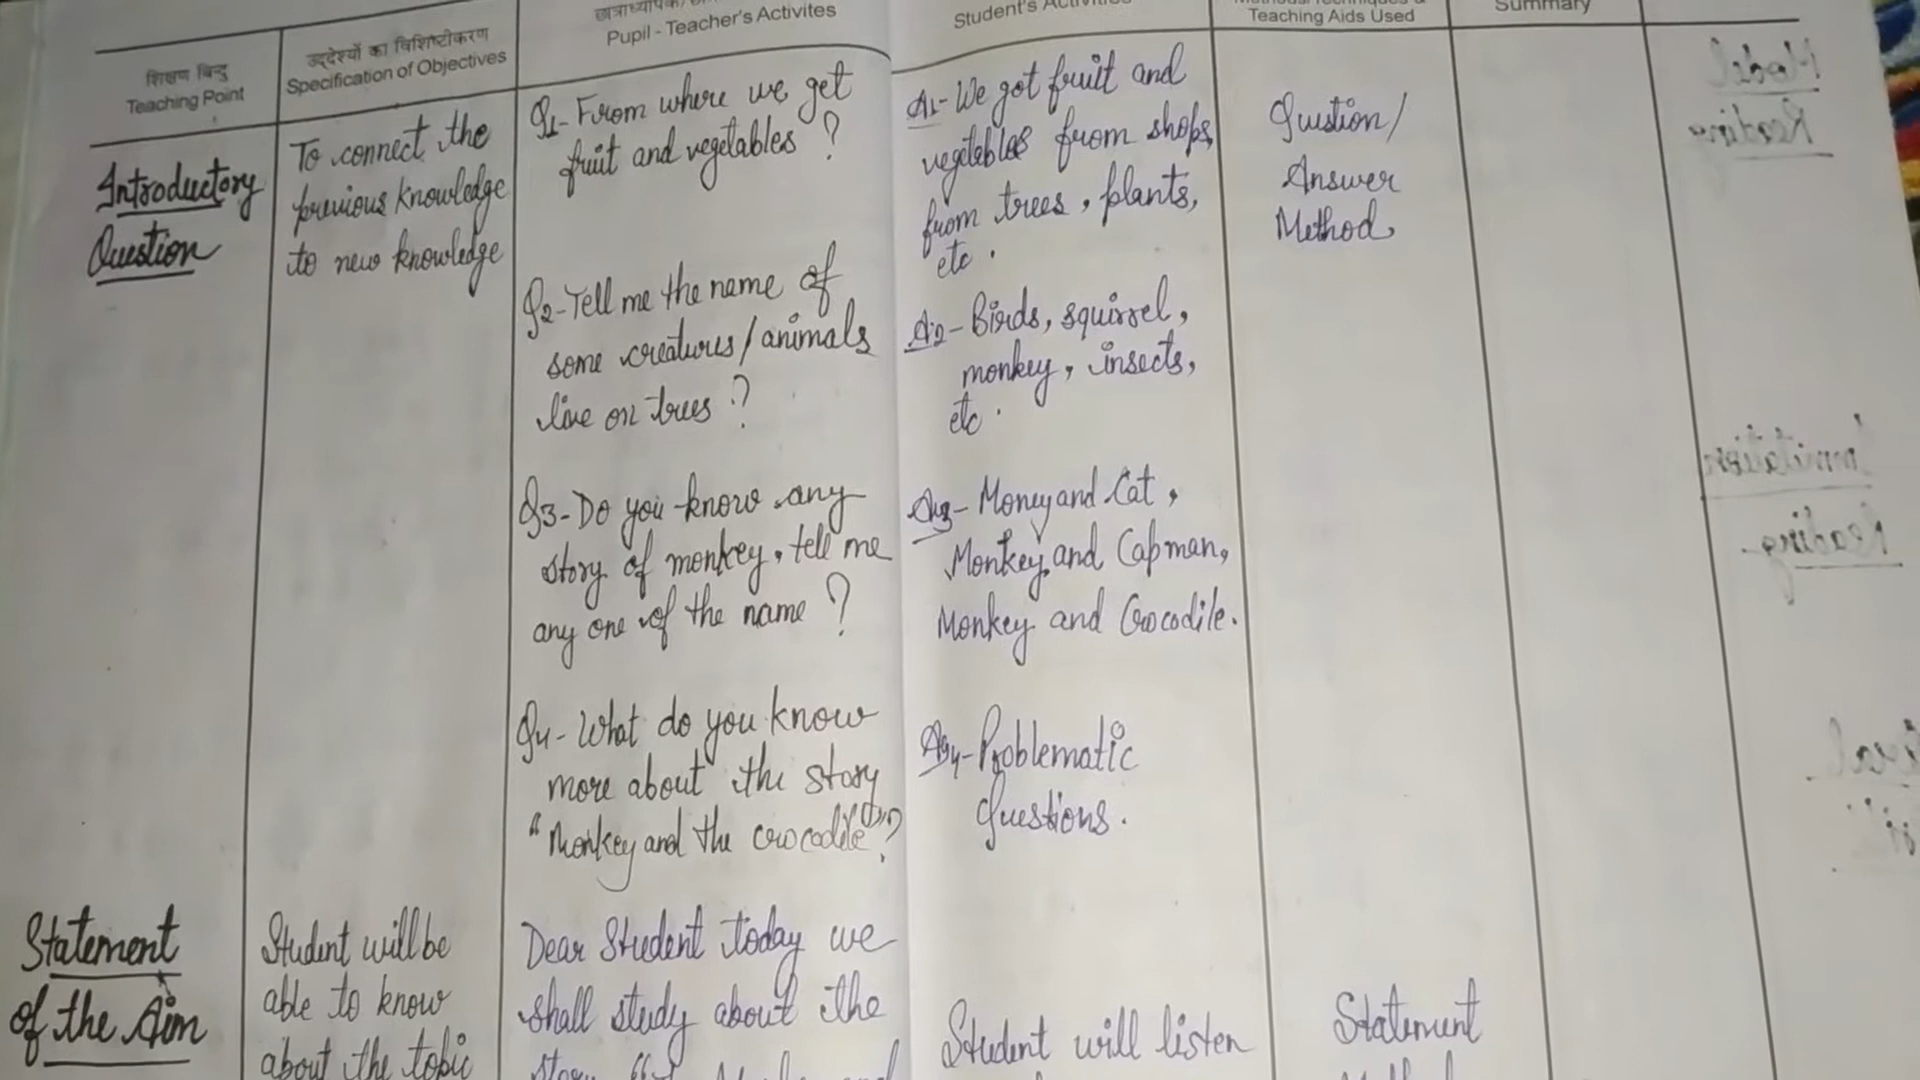 शिक्षण बिन्दु
Teaching Point
उद्देश्यों का विशिष्टीकरण
Specification of Objectives
Pupil - Teacher's Activites
Student's
Teaching Aids Used
Summary
Introductory
Question
To connect the
previous knowledge
to new knowledge
Q1- From where we get
fruit and vegetables ?
A1- We got fruit and
vegetables from shops,
from trees, plants,
etc.
Question/
Answer
Method
Q2- Tell me the name of
some creatures/animals
live on trees ?
A2- Birds, squirrel,
monkey, insects,
etc.
Q3- Do you know any
story of monkey, tell me
any one of the name ?
Money and Cat,
Monkey and Capman,
Monkey and Crocodile.
Q4- What do you know
more about the story
"Monkey and the crocodile"?
Problematic
Questions.
Statement
of the Aim
Student will be
able to know
about the topic
Dear Student today we
shall study about the
Student will listen
Statement
Model
Reading
Reading